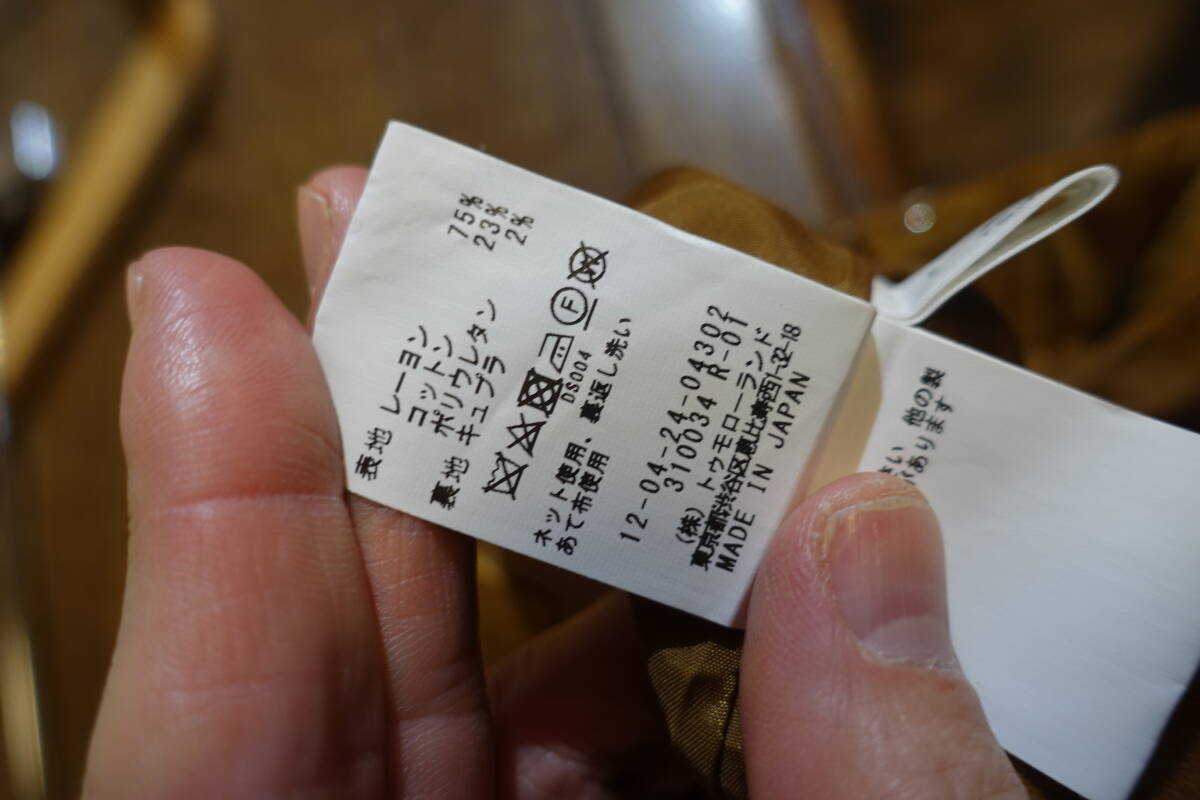 表地 レーヨン 75%
コットン 23%
ポリウレタン 2%
裏地 キュプラ
F
DS004
ネット使用、裏返し洗い
あて布使用
12-04-24-04302
310034 R-01
(株) トゥモローランド
東京都渋谷区恵比寿西1-32-18
MADE IN JAPAN
さい 他の製
があります